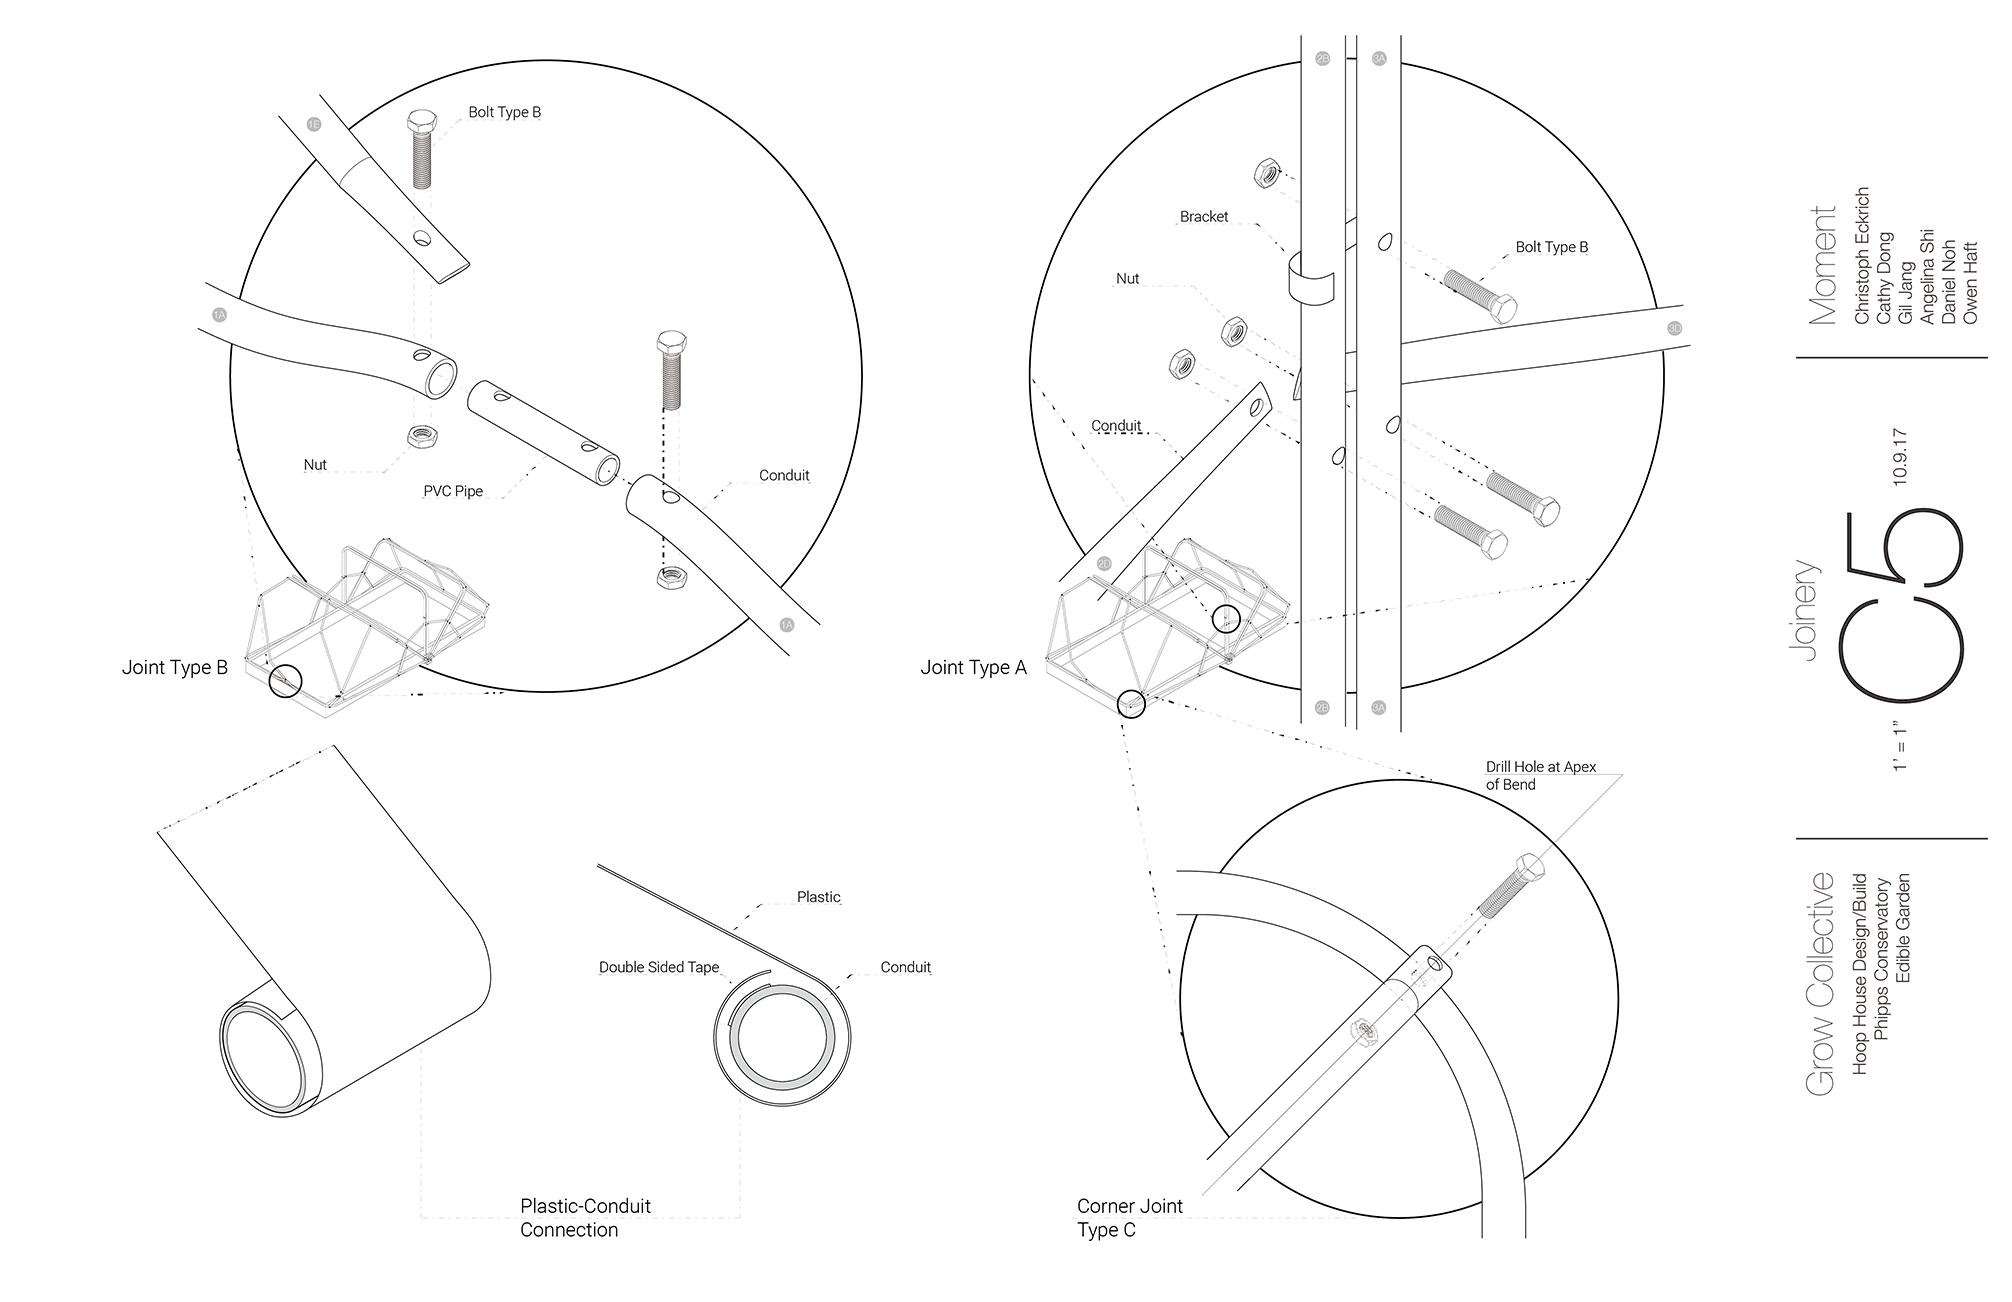 1E
Bolt Type B
1A
Nut
PVC Pipe
Conduit
1A
Joint Type B
2B
3A
Bracket
Bolt Type B
Nut
3D
Conduit
2D
Joint Type A
2B
3A
Drill Hole at Apex
of Bend
Plastic
Double Sided Tape
Conduit
Plastic-Conduit
Connection
Corner Joint
Type C
Moment
Christoph Eckrich
Cathy Dong
Gil Jang
Angelina Shi
Daniel Noh
Owen Haft
Joinery
C5
1' = 1"
10.9.17
Grow Collective
Hoop House Design/Build
Phipps Conservatory
Edible Garden